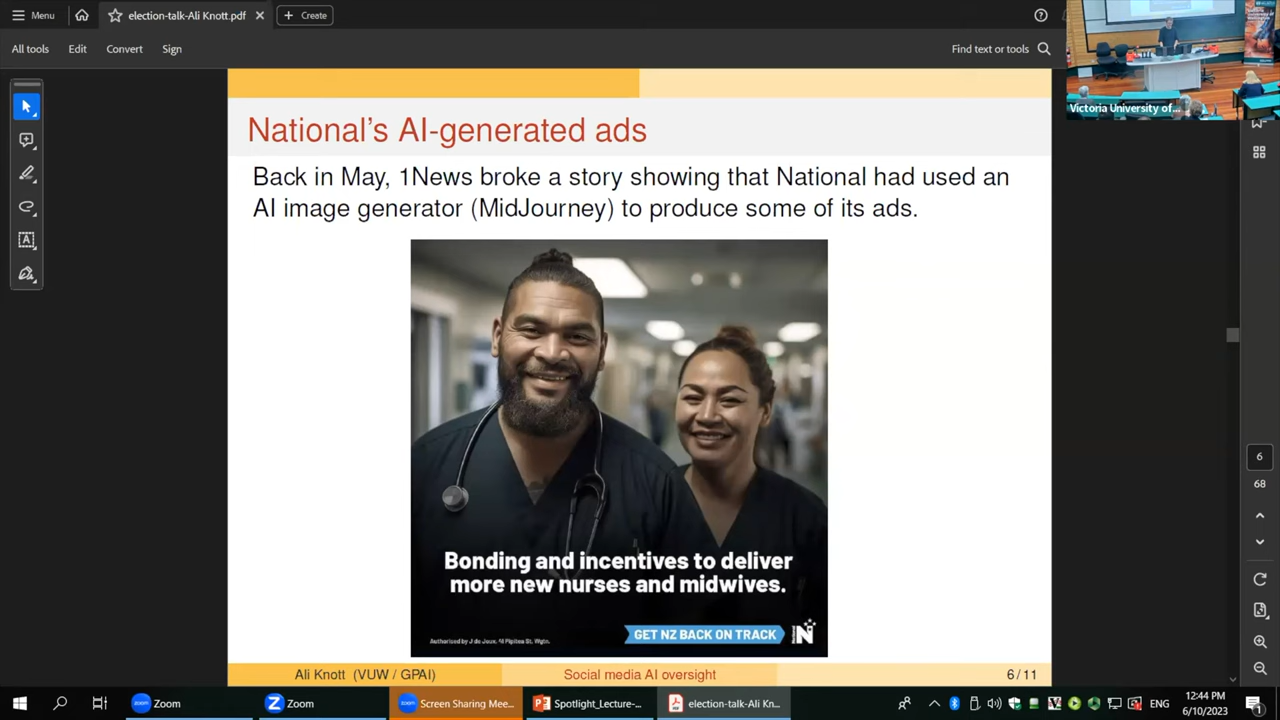 Menu
election-talk-Ali Knott.pdf
Create
All tools
Edit
Convert
Sign
Find text or tools
Victoria University of...
National's AI-generated ads
Back in May, 1News broke a story showing that National had used an
AI image generator (MidJourney) to produce some of its ads.
Bonding and incentives to deliver
more new nurses and midwives.
GET NZ BACK ON TRACK
N
Ali Knott (VUW / GPAI)
Social media AI oversight
6 / 11
6
68
Zoom
Zoom
Screen Sharing Mee...
Spotlight_Lecture-...
election-talk-Ali Kn...
ENG
12:44 PM
6/10/2023